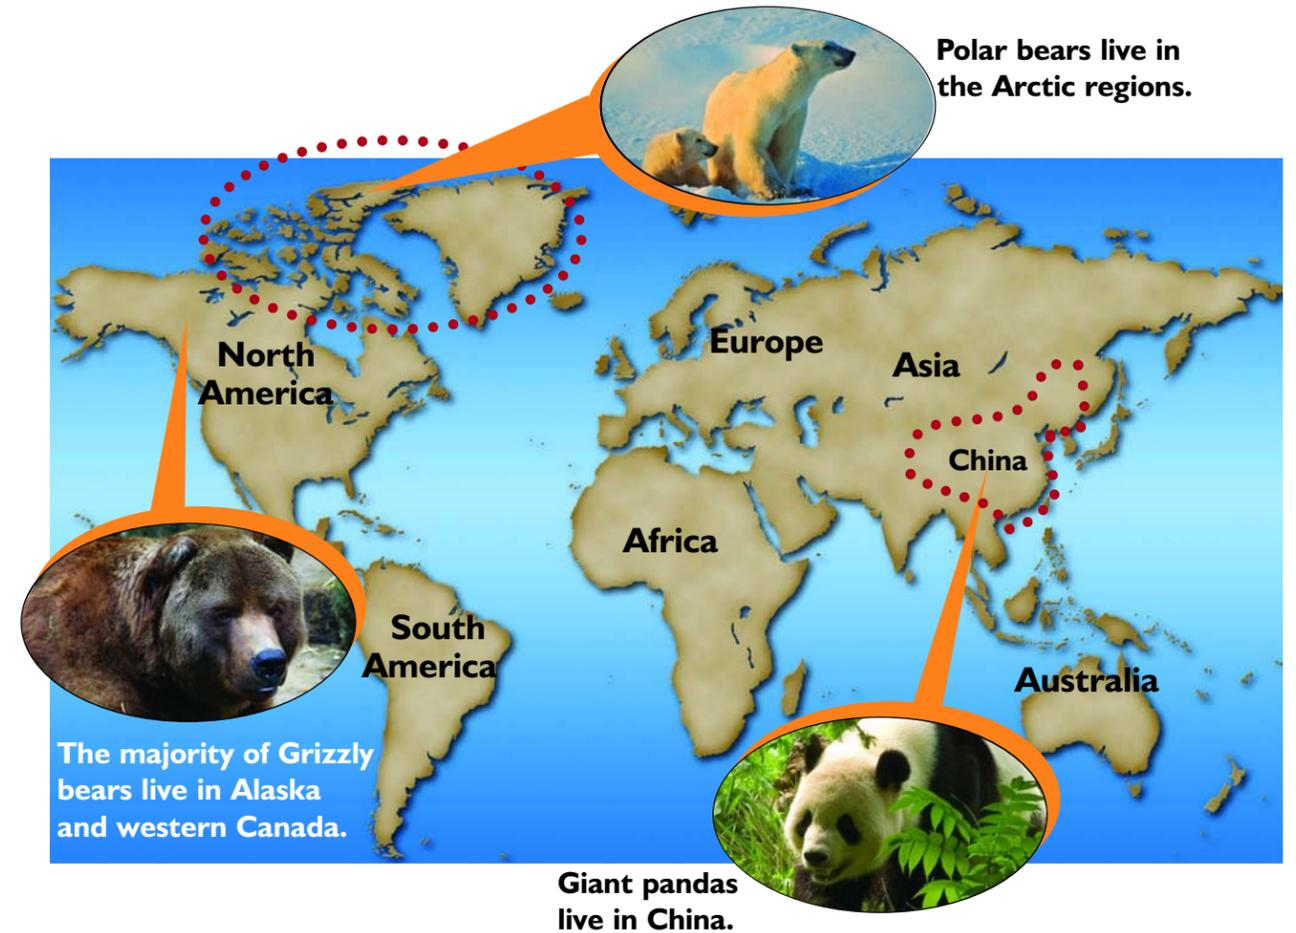 Polar bears live in
the Arctic regions.
North
America
Europe
Asia
China
Africa
South
America
Australia
The majority of Grizzly
bears live in Alaska
and western Canada.
Giant pandas
live in China.